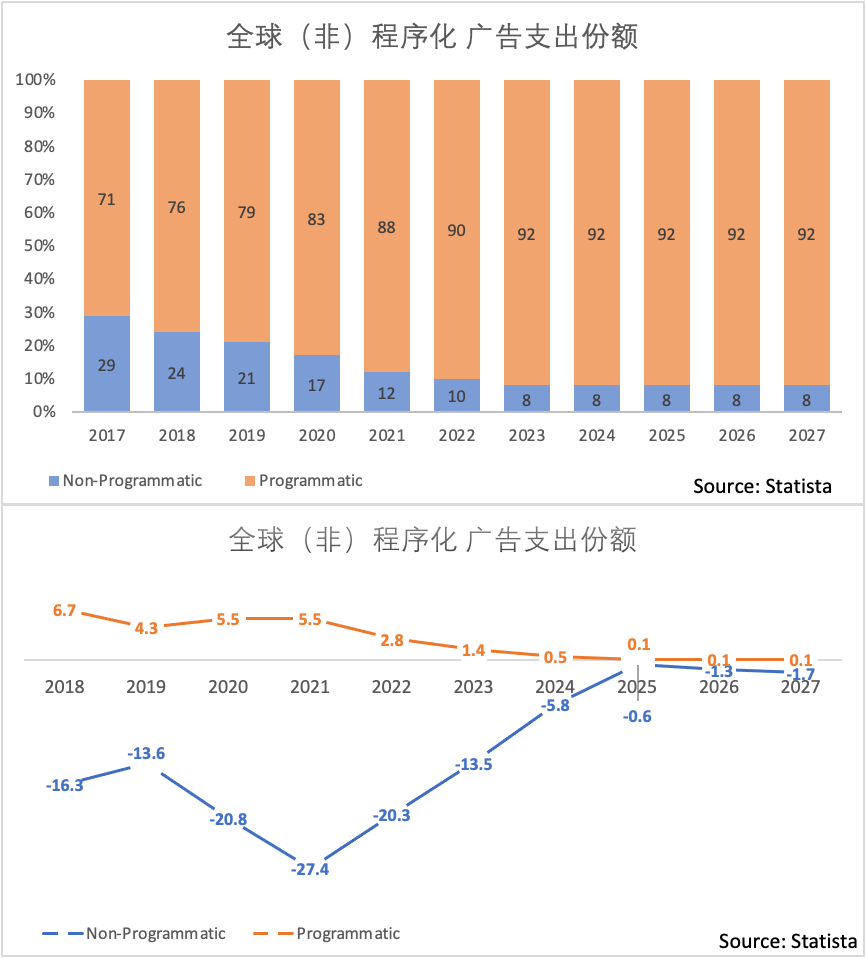 全球（非）程序化 广告支出份额
100%
90%
80%
70%
60%
50%
40%
30%
20%
10%
0%
71 76 79 83 88 90 92 92 92 92 92
29 24 21 17 12 10 8 8 8 8 8
2017 2018 2019 2020 2021 2022 2023 2024 2025 2026 2027
Non-Programmatic Programmatic
Source: Statista
全球（非）程序化 广告支出份额
6.7 4.3 5.5 5.5 2.8 1.4 0.5 0.1 0.1 0.1
2018 2019 2020 2021 2022 2023 2024 2025 2026 2027
-16.3 -13.6 -20.8 -27.4 -20.3 -13.5 -5.8 -0.6 -1.3 -1.7
Non-Programmatic Programmatic
Source: Statista